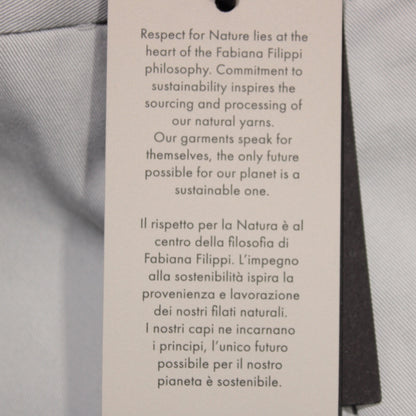 Respect for Nature lies at the
heart of the Fabiana Filippi
philosophy. Commitment to
sustainability inspires the
sourcing and processing of
our natural yarns.
Our garments speak for
themselves, the only future
possible for our planet is a
sustainable one.
Il rispetto per la Natura è al
centro della filosofia di
Fabiana Filippi. L'impegno
alla sostenibilità ispira la
provenienza e lavorazione
dei nostri filati naturali.
I nostri capi ne incarnano
i principi, l'unico futuro
possibile per il nostro
pianeta è sostenibile.